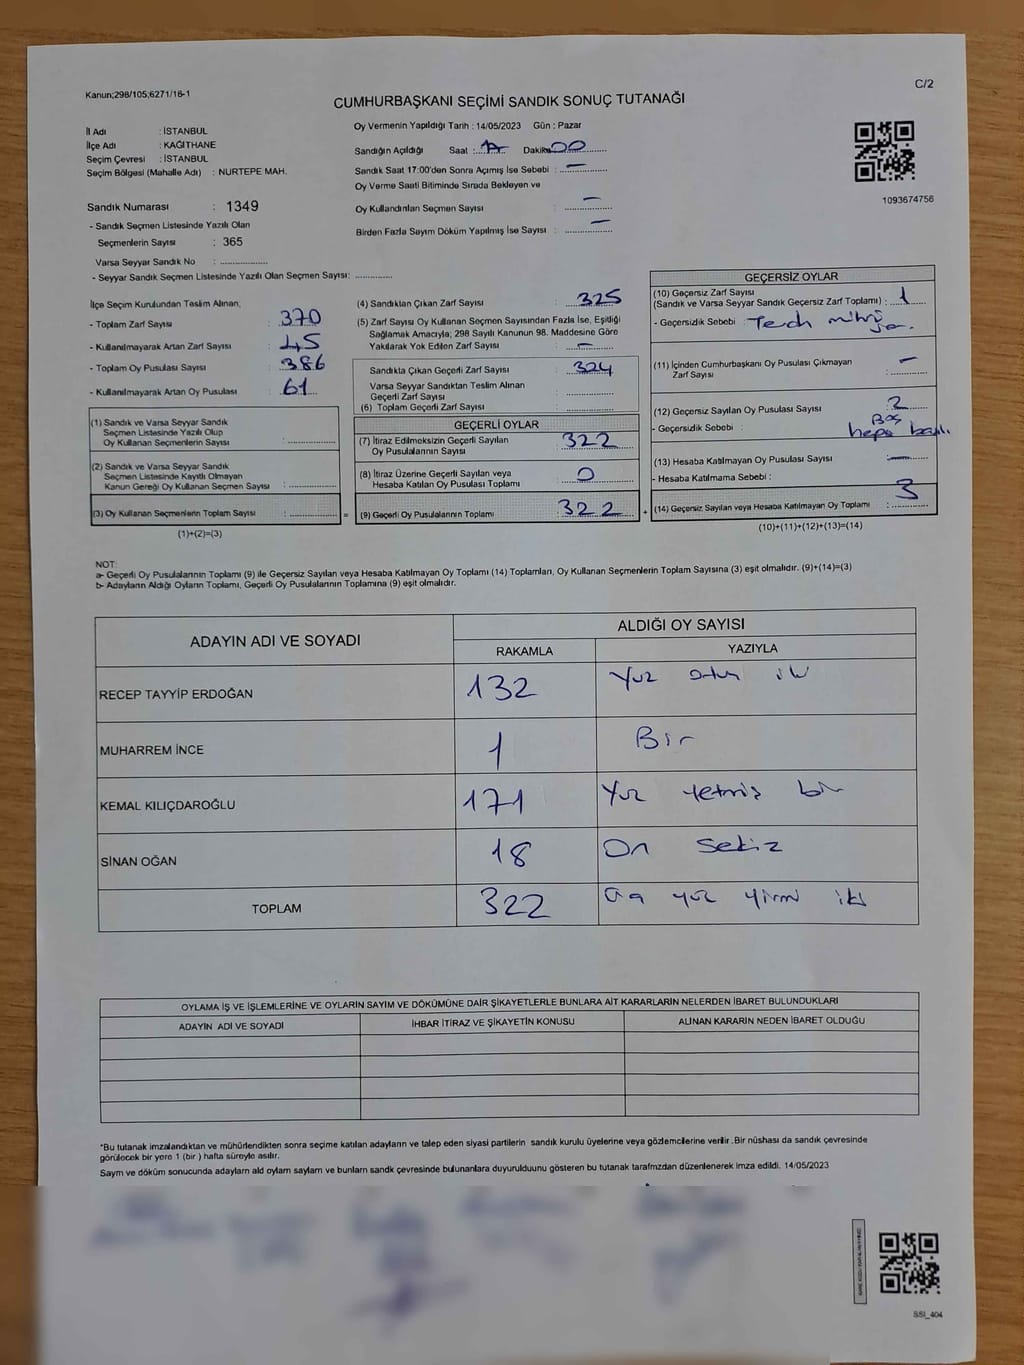 Kanun;298/105,6271/16-1
C/2
CUMHURBAŞKANI SEÇİMİ SANDIK SONUÇ TUTANAĞI
İl Adı : İSTANBUL
İlçe Adı : KAĞITHANE
Seçim Çevresi : İSTANBUL
Seçim Bölgesi (Mahalle Adı) : NURTEPE MAH.
Oy Vermenin Yapıldığı Tarih : 14/05/2023 Gün : Pazar
Sandığın Açıldığı Saat : Dakika 00
Sandık Saat 17:00'den Sonra Açımış İse Sebebi : –
Oy Verme Saati Bitiminde Sırada Bekleyen ve
Oy Kullandırılan Seçmen Sayısı : –
Birden Fazla Sayım Döküm Yapılmış İse Sayısı : –
1093674756
Sandık Numarası : 1349
- Sandık Seçmen Listesinde Yazılı Olan
Seçmenlerin Sayısı : 365
Varsa Seyyar Sandık No : ..............
- Seyyar Sandık Seçmen Listesinde Yazılı Olan Seçmen Sayısı: ...........
İlçe Seçim Kurulundan Teslim Alınan;
- Toplam Zarf Sayısı : 370
- Kullanılmayarak Artan Zarf Sayısı : 45
- Toplam Oy Pusulası Sayısı : 386
- Kullanılmayarak Artan Oy Pusulası : 61
(1) Sandık ve Varsa Seyyar Sandık
Seçmen Listesinde Yazılı Olup
Oy Kullanan Seçmenlerin Sayısı : ..............
(2) Sandık ve Varsa Seyyar Sandık
Seçmen Listesinde Kayıtlı Olmayan
Kanun Gereği Oy Kullanan Seçmen Sayısı : ..............
(3) Oy Kullanan Seçmenlerin Toplam Sayısı : ..............
(1)+(2)=(3)
(4) Sandıktan Çıkan Zarf Sayısı : 325
(5) Zarf Sayısı Oy Kullanan Seçmen Sayısından Fazla İse, Eşitliği
Sağlamak Amacıyla; 298 Sayılı Kanunun 98. Maddesine Göre
Yakılarak Yok Edilen Zarf Sayısı : –
Sandıkta Çıkan Geçerli Zarf Sayısı : 324
Varsa Seyyar Sandıktan Teslim Alınan
Geçerli Zarf Sayısı : ..............
(6) Toplam Geçerli Zarf Sayısı : ..............
GEÇERLİ OYLAR
(7) İtiraz Edilmeksizin Geçerli Sayılan
Oy Pusulalarının Sayısı : 322
(8) İtiraz Üzerine Geçerli Sayılan veya
Hesaba Katılan Oy Pusulası Toplamı : 0
= (9) Geçerli Oy Pusulalarının Toplamı : 322
GEÇERSİZ OYLAR
(10) Geçersiz Zarf Sayısı
(Sandık ve Varsa Seyyar Sandık Geçersiz Zarf Toplamı) : 1
- Geçersizlik Sebebi :
(11) İçinden Cumhurbaşkanı Oy Pusulası Çıkmayan
Zarf Sayısı : –
(12) Geçersiz Sayılan Oy Pusulası Sayısı : 2
- Geçersizlik Sebebi : Boş
(13) Hesaba Katılmayan Oy Pusulası Sayısı : –
- Hesaba Katılmama Sebebi :
+ (14) Geçersiz Sayılan veya Hesaba Katılmayan Oy Toplamı : 3
(10)+(11)+(12)+(13)=(14)
NOT:
a- Geçerli Oy Pusulalarının Toplamı (9) ile Geçersiz Sayılan veya Hesaba Katılmayan Oy Toplamı (14) Toplamları, Oy Kullanan Seçmenlerin Toplam Sayısına (3) eşit olmalıdır. (9)+(14)=(3)
b- Adayların Aldığı Oyların Toplamı, Geçerli Oy Pusulalarının Toplamına (9) eşit olmalıdır.
ADAYIN ADI VE SOYADI ALDIĞI OY SAYISI
RAKAMLA YAZIYLA
RECEP TAYYİP ERDOĞAN 132 Yüz otuz iki
MUHARREM İNCE 1 Bir
KEMAL KILIÇDAROĞLU 171 Yüz Yetmiş bir
SİNAN OĞAN 18 On sekiz
TOPLAM 322 Üç yüz yirmi iki
OYLAMA İŞ VE İŞLEMLERİNE VE OYLARIN SAYIM VE DÖKÜMÜNE DAİR ŞİKAYETLERLE BUNLARA AİT KARARLARIN NELERDEN İBARET BULUNDUKLARI
ADAYIN ADI VE SOYADI İHBAR İTİRAZ VE ŞİKAYETİN KONUSU ALINAN KARARIN NEDEN İBARET OLDUĞU
*Bu tutanak imzalandıktan ve mühürlendikten sonra seçime katılan adayların ve talep eden siyasi partilerin sandık kurulu üyelerine veya gözlemcilerine verilir .Bir nüshası da sandık çevresinde
görülecek bir yere 1 (bir ) hafta süreyle asılır.
Sayım ve döküm sonucunda adayların ald oyların sayların ve bunların sandk çevresinde bulunanlara duyurulduunu gösteren bu tutanak tarafmzdan düzenlenerek imza edildi. 14/05/2023
SSI_404